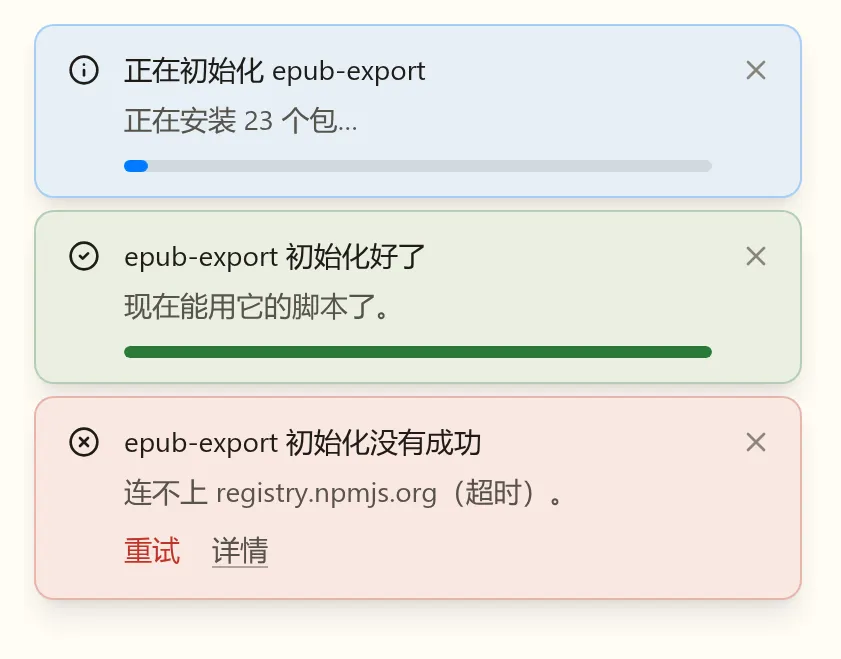 正在初始化 epub-export
正在安装 23 个包...
epub-export 初始化好了
现在能用它的脚本了。
epub-export 初始化没有成功
连不上 registry.npmjs.org（超时）。
重试 详情